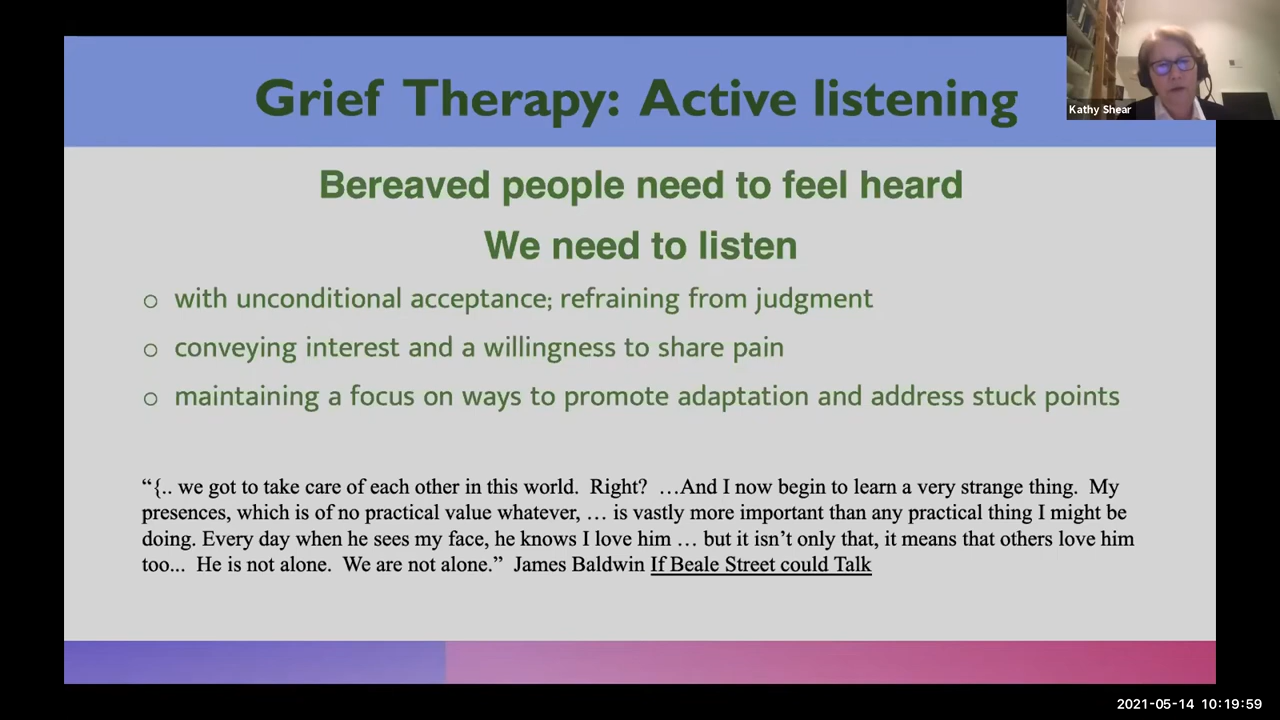 Grief Therapy: Active listening
Kathy Shear
Bereaved people need to feel heard
We need to listen
o with unconditional acceptance; refraining from judgment
o conveying interest and a willingness to share pain
o maintaining a focus on ways to promote adaptation and address stuck points
“{.. we got to take care of each other in this world. Right? …And I now begin to learn a very strange thing. My
presences, which is of no practical value whatever, … is vastly more important than any practical thing I might be
doing. Every day when he sees my face, he knows I love him … but it isn’t only that, it means that others love him
too... He is not alone. We are not alone.” James Baldwin If Beale Street could Talk
2021-05-14 10:19:59